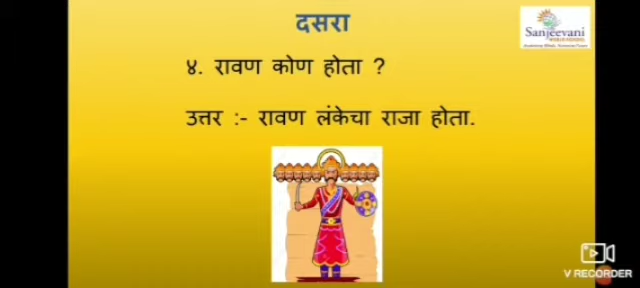 दसरा
Sanjeevani
४. रावण कोण होता ?
उत्तर :- रावण लंकेचा राजा होता.
V RECORDER